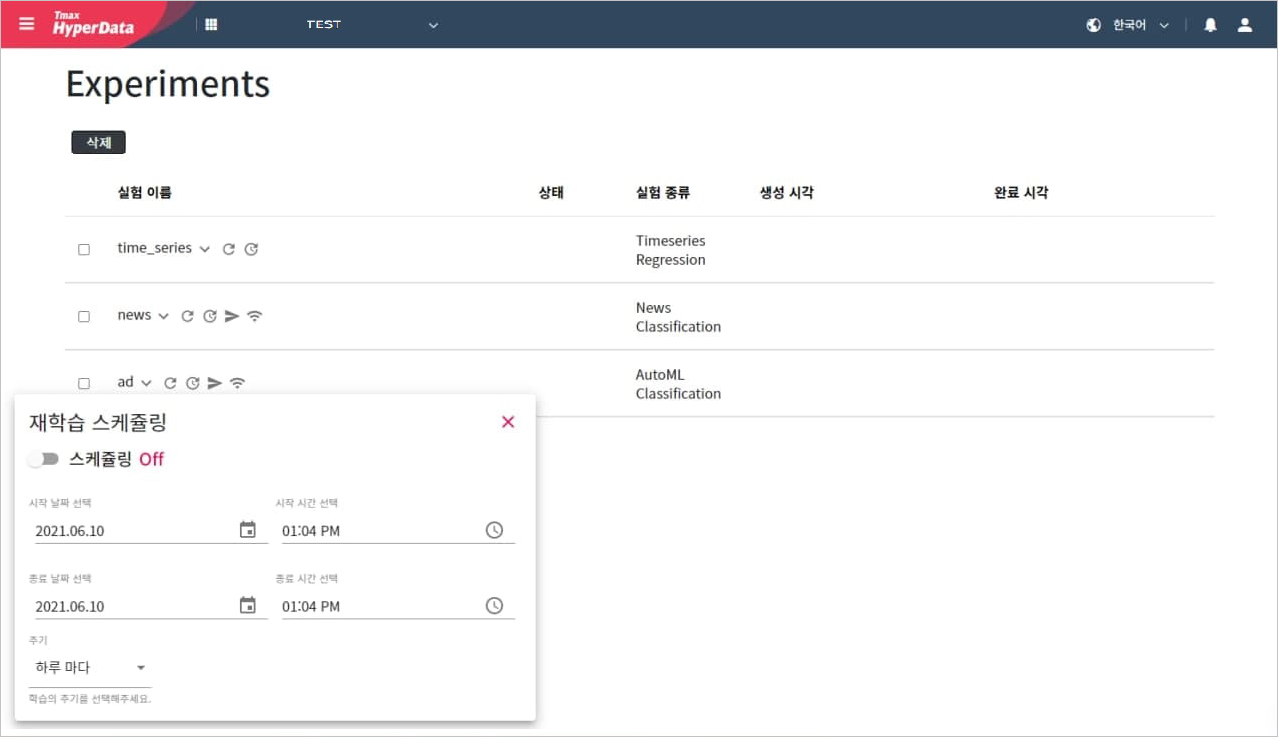 Tmax
HyperData
TEST
한국어
Experiments
삭제
실험 이름 상태 실험 종류 생성 시각 완료 시각
time_series
Timeseries
Regression
news
News
Classification
ad
AutoML
Classification
재학습 스케쥴링
스케쥴링 Off
시작 날짜 선택 시작 시간 선택
2021.06.10 01:04 PM
종료 날짜 선택 종료 시간 선택
2021.06.10 01:04 PM
주기
하루 마다
학습의 주기를 선택해주세요.